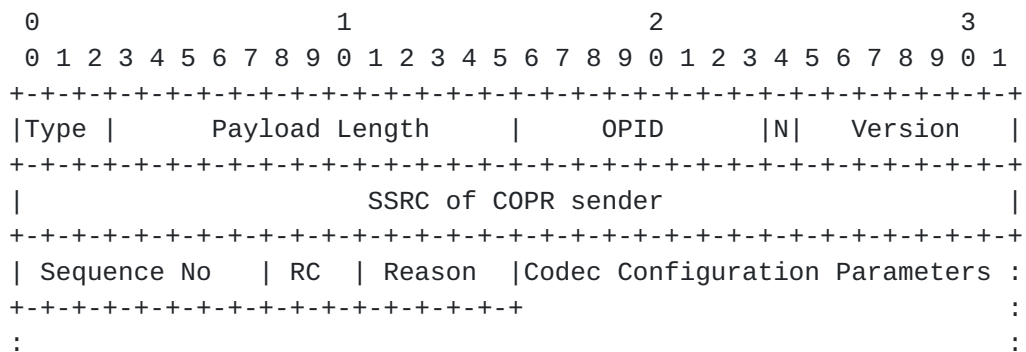 0                   1                   2                   3
 0 1 2 3 4 5 6 7 8 9 0 1 2 3 4 5 6 7 8 9 0 1 2 3 4 5 6 7 8 9 0 1
+-+-+-+-+-+-+-+-+-+-+-+-+-+-+-+-+-+-+-+-+-+-+-+-+-+-+-+-+-+-+-+-+
|Type |      Payload Length     |     OPID      |N|   Version   |
+-+-+-+-+-+-+-+-+-+-+-+-+-+-+-+-+-+-+-+-+-+-+-+-+-+-+-+-+-+-+-+-+
|                      SSRC of COPR sender                      |
+-+-+-+-+-+-+-+-+-+-+-+-+-+-+-+-+-+-+-+-+-+-+-+-+-+-+-+-+-+-+-+-+
| Sequence No   | RC  | Reason  |Codec Configuration Parameters :
+-+-+-+-+-+-+-+-+-+-+-+-+-+-+-+-+                               :
:                                                               :